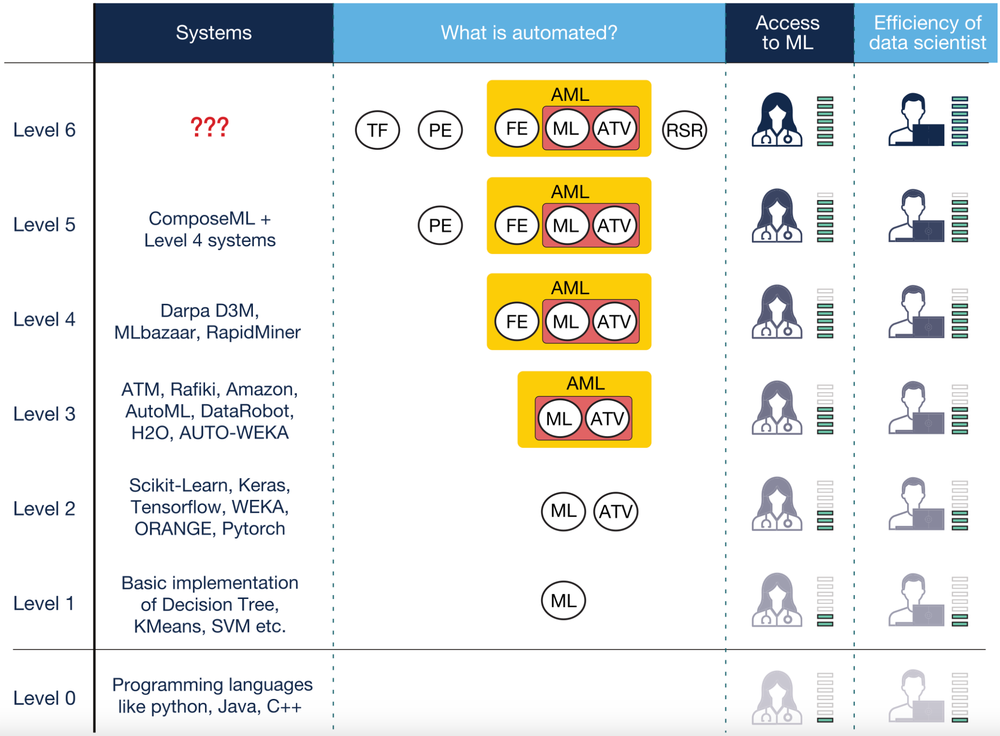 Systems
What is automated?
Access
to ML
Efficiency of
data scientist
Level 6
???
TF
PE
AML
FE
ML
ATV
RSR
Level 5
ComposeML +
Level 4 systems
PE
AML
FE
ML
ATV
Level 4
Darpa D3M,
MLbazaar, RapidMiner
AML
FE
ML
ATV
Level 3
ATM, Rafiki, Amazon,
AutoML, DataRobot,
H2O, AUTO-WEKA
AML
ML
ATV
Level 2
Scikit-Learn, Keras,
Tensorflow, WEKA,
ORANGE, Pytorch
ML
ATV
Level 1
Basic implementation
of Decision Tree,
KMeans, SVM etc.
ML
Level 0
Programming languages
like python, Java, C++